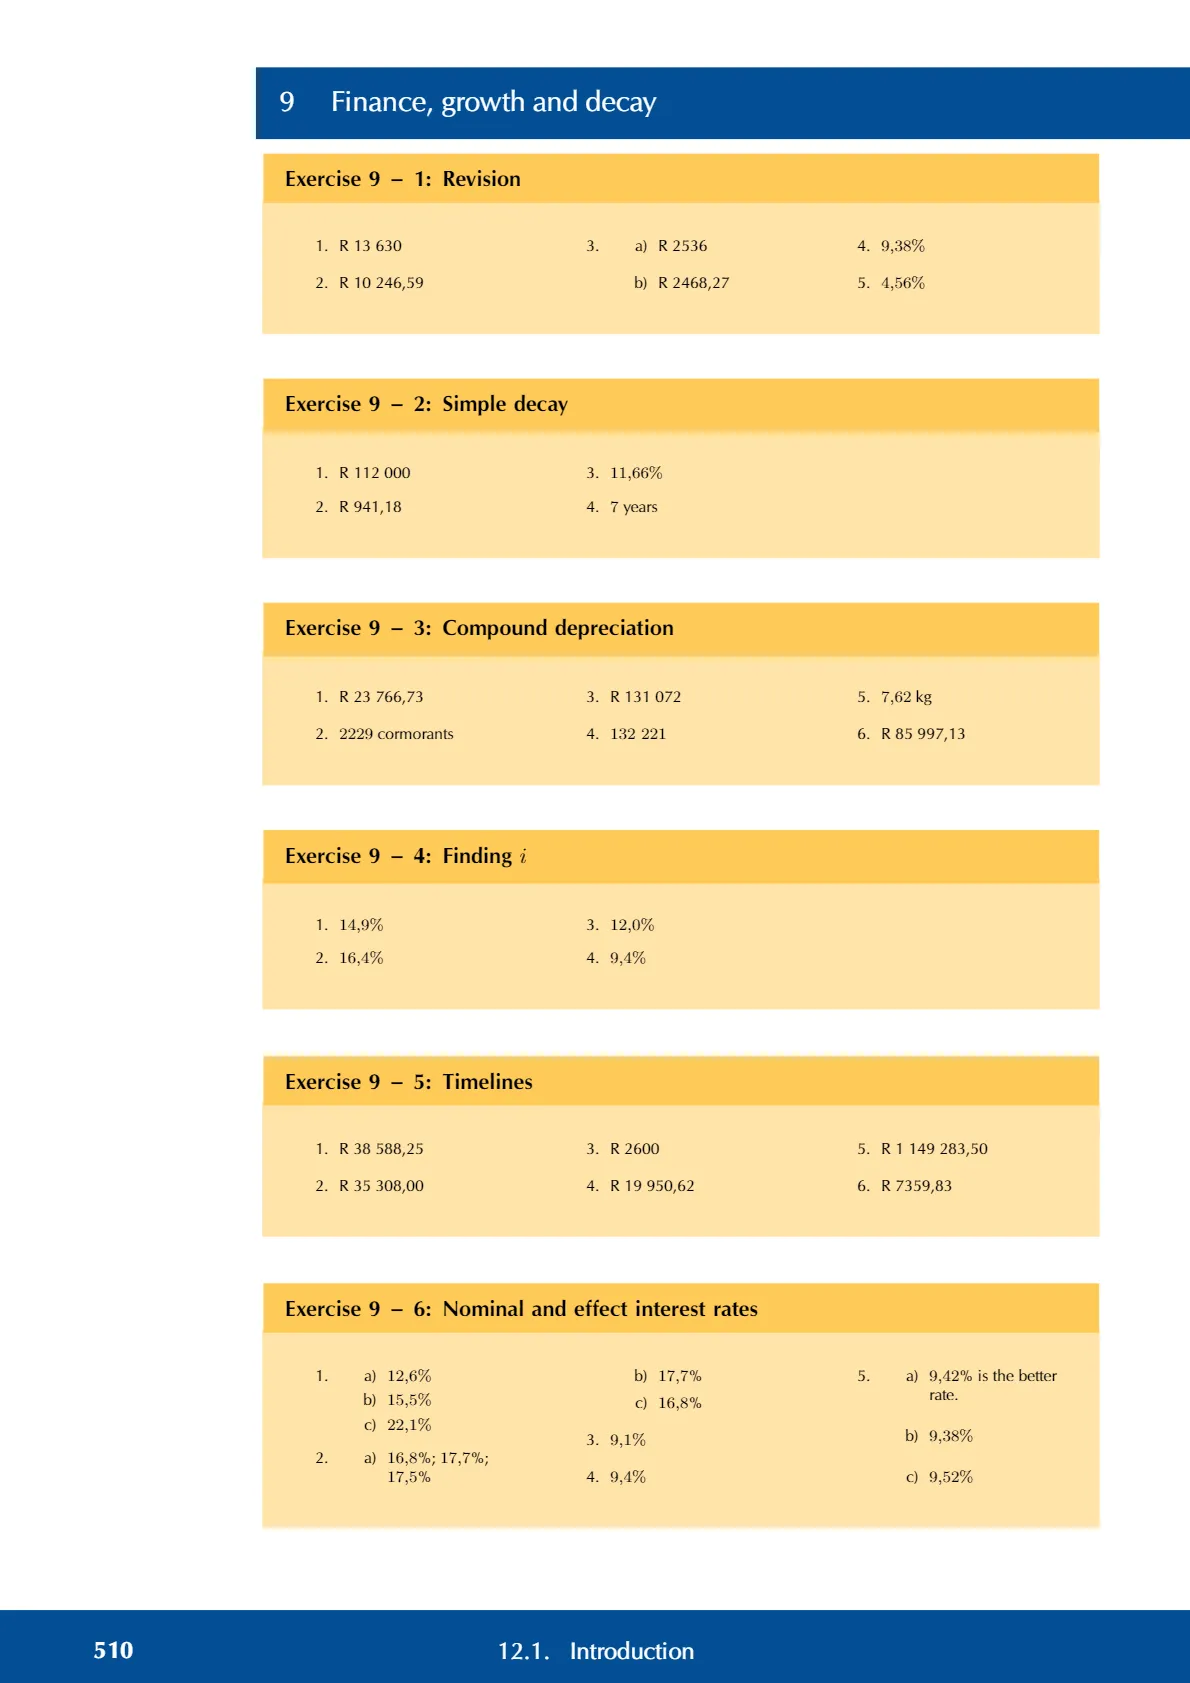 9 Finance, growth and decay
Exercise 9 – 1: Revision
1. R 13 630
2. R 10 246,59
3. a) R 2536
b) R 2468,27
4. 9,38%
5. 4,56%
Exercise 9 – 2: Simple decay
1. R 112 000
2. R 941,18
3. 11,66%
4. 7 years
Exercise 9 – 3: Compound depreciation
1. R 23 766,73
2. 2229 cormorants
3. R 131 072
4. 132 221
5. 7,62 kg
6. R 85 997,13
Exercise 9 – 4: Finding i
1. 14,9%
2. 16,4%
3. 12,0%
4. 9,4%
Exercise 9 – 5: Timelines
1. R 38 588,25
2. R 35 308,00
3. R 2600
4. R 19 950,62
5. R 1 149 283,50
6. R 7359,83
Exercise 9 – 6: Nominal and effect interest rates
1. a) 12,6%
b) 15,5%
c) 22,1%
2. a) 16,8%; 17,7%;
17,5%
b) 17,7%
c) 16,8%
3. 9,1%
4. 9,4%
5. a) 9,42% is the better
rate.
b) 9,38%
c) 9,52%
510 12.1. Introduction